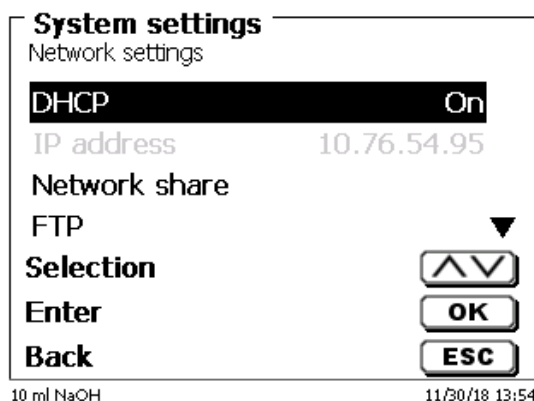 System settings
Network settings
DHCP On
IP address 10.76.54.95
Network share
FTP
Selection
Enter OK
Back ESC
10 ml NaOH 11/30/18 13:54